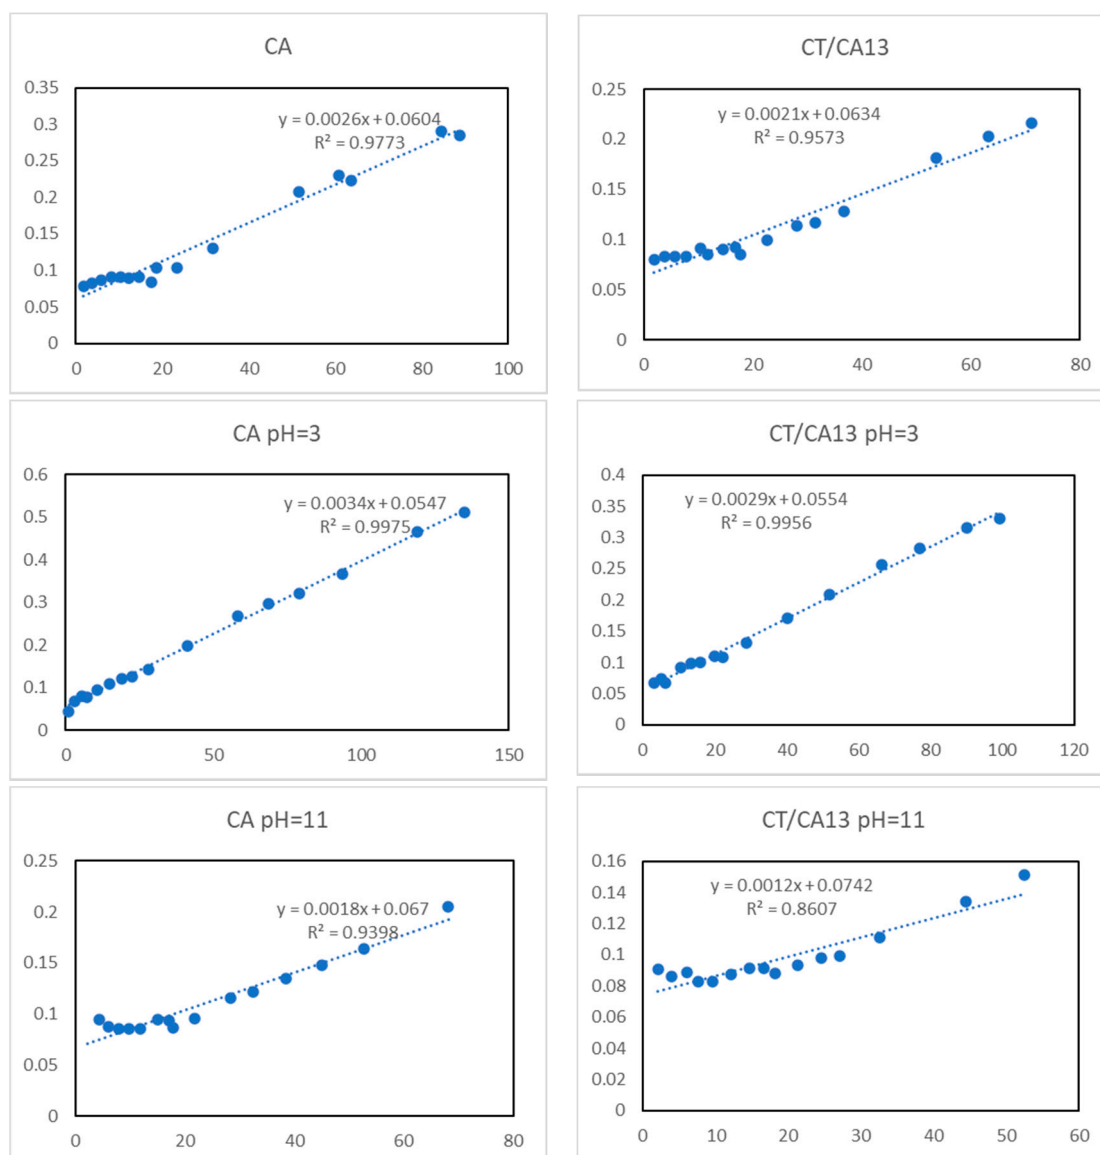 CA
0.35
0.3
0.25
0.2
0.15
0.1
0.05
0
y = 0.0026x + 0.0604
R² = 0.9773
0 20 40 60 80 100
CT/CA13
0.25
0.2
0.15
0.1
0.05
0
y = 0.0021x + 0.0634
R² = 0.9573
0 20 40 60 80
CA pH=3
0.6
0.5
0.4
0.3
0.2
0.1
0
y = 0.0034x + 0.0547
R² = 0.9975
0 50 100 150
CT/CA13 pH=3
0.4
0.35
0.3
0.25
0.2
0.15
0.1
0.05
0
y = 0.0029x + 0.0554
R² = 0.9956
0 20 40 60 80 100 120
CA pH=11
0.25
0.2
0.15
0.1
0.05
0
y = 0.0018x + 0.067
R² = 0.9398
0 20 40 60 80
CT/CA13 pH=11
0.16
0.14
0.12
0.1
0.08
0.06
0.04
0.02
0
y = 0.0012x + 0.0742
R² = 0.8607
0 10 20 30 40 50 60